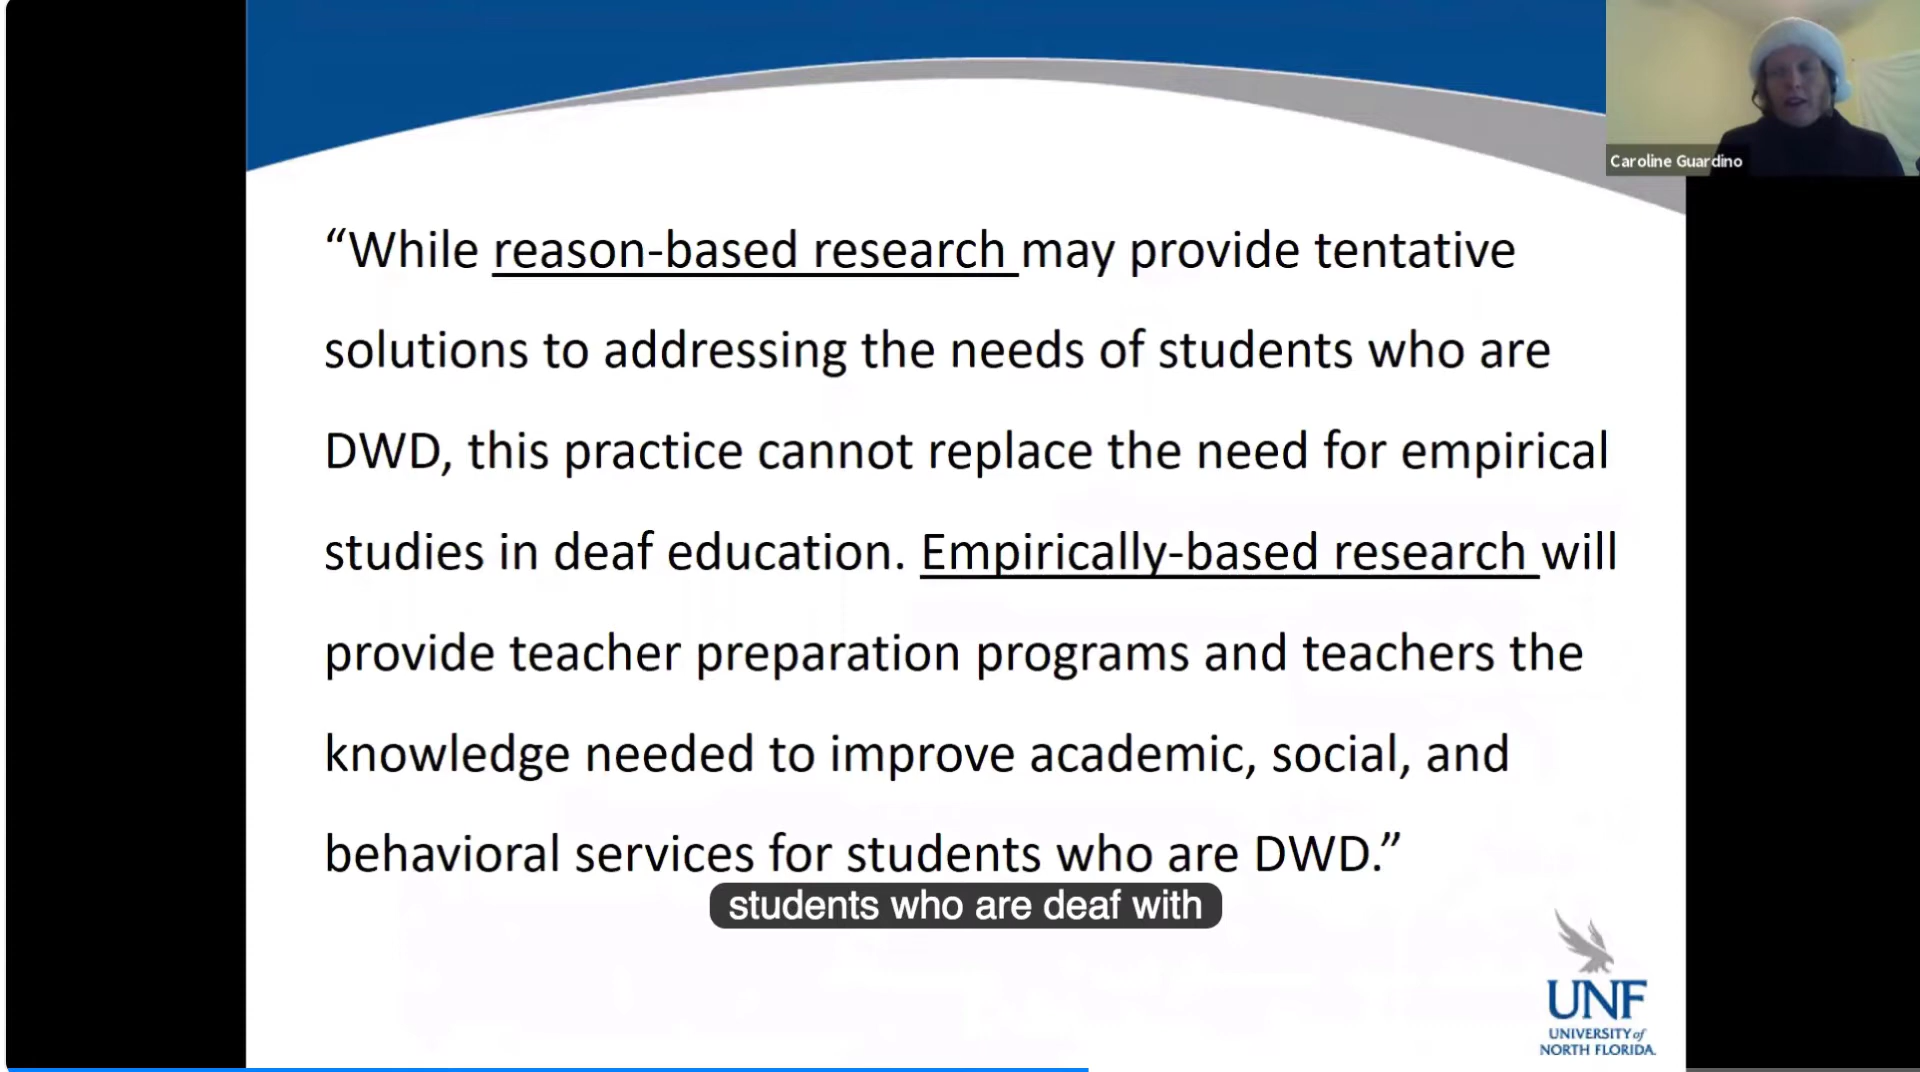 Caroline Guardino
“While reason-based research may provide tentative
solutions to addressing the needs of students who are
DWD, this practice cannot replace the need for empirical
studies in deaf education. Empirically-based research will
provide teacher preparation programs and teachers the
knowledge needed to improve academic, social, and
behavioral services for students who are DWD.”
students who are deaf with
UNF
UNIVERSITY of
NORTH FLORIDA.